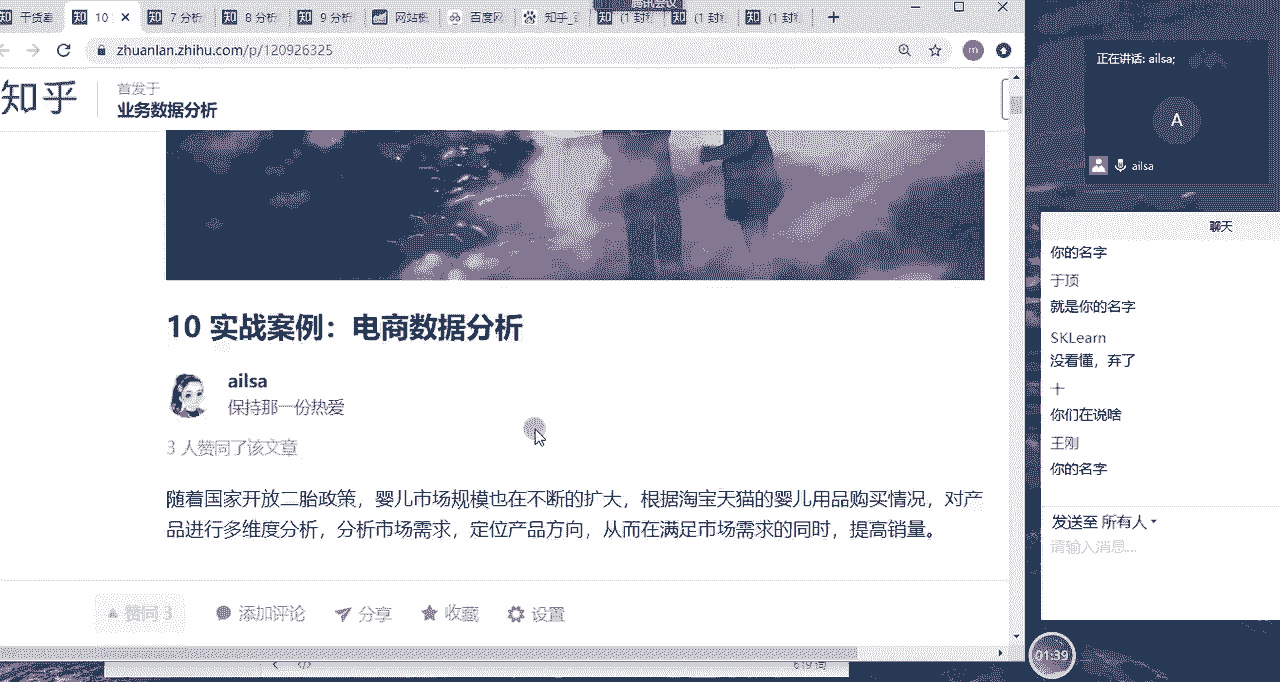 干货差
10
7 分析
8 分析
9 分析
网站
百度网
知乎_
(1 封
(1 封
(1 封
腾讯会议
zhuanlan.zhihu.com/p/120926325
m
知乎
首发于
业务数据分析
10 实战案例：电商数据分析
ailsa
保持那一份热爱
3 人赞同了该文章
随着国家开放二胎政策，婴儿市场规模也在不断的扩大，根据淘宝天猫的婴儿用品购买情况，对产
品进行多维度分析，分析市场需求，定位产品方向，从而在满足市场需求的同时，提高销量。
赞同 3
添加评论
分享
收藏
设置
619 词
正在讲话: ailsa;
A
ailsa
聊天
你的名字
于顶
就是你的名字
SKLearn
没看懂，弃了
十
你们在说啥
王刚
你的名字
发送至 所有人
请输入消息...
01:39